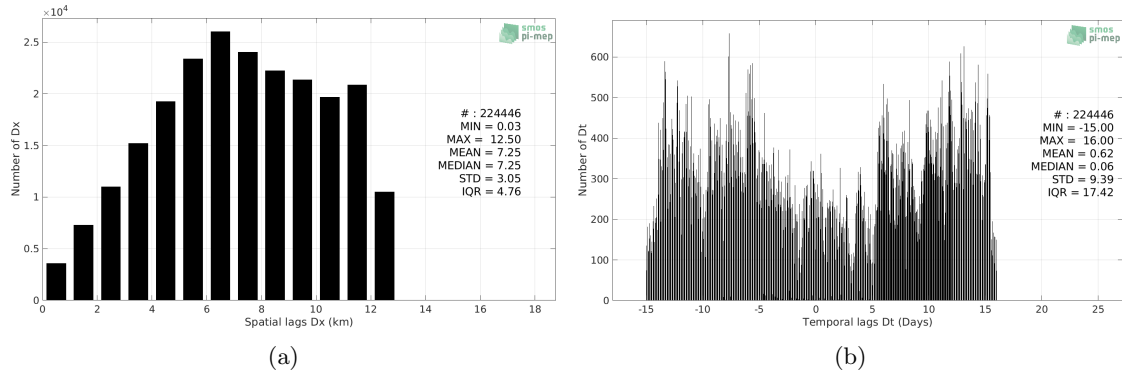 ×10⁴
2.5
2
1.5
1
0.5
0
Number of Dx
0 2 4 6 8 10 12 14 16 18
Spatial lags Dx (km)
smos
pi-mep
# : 224446
MIN = 0.03
MAX = 12.50
MEAN = 7.25
MEDIAN = 7.25
STD = 3.05
IQR = 4.76
(a)
600
500
400
300
200
100
0
Number of Dt
-15 -10 -5 0 5 10 15 20 25
Temporal lags Dt (Days)
smos
pi-mep
# : 224446
MIN = -15.00
MAX = 16.00
MEAN = 0.62
MEDIAN = 0.06
STD = 9.39
IQR = 17.42
(b)